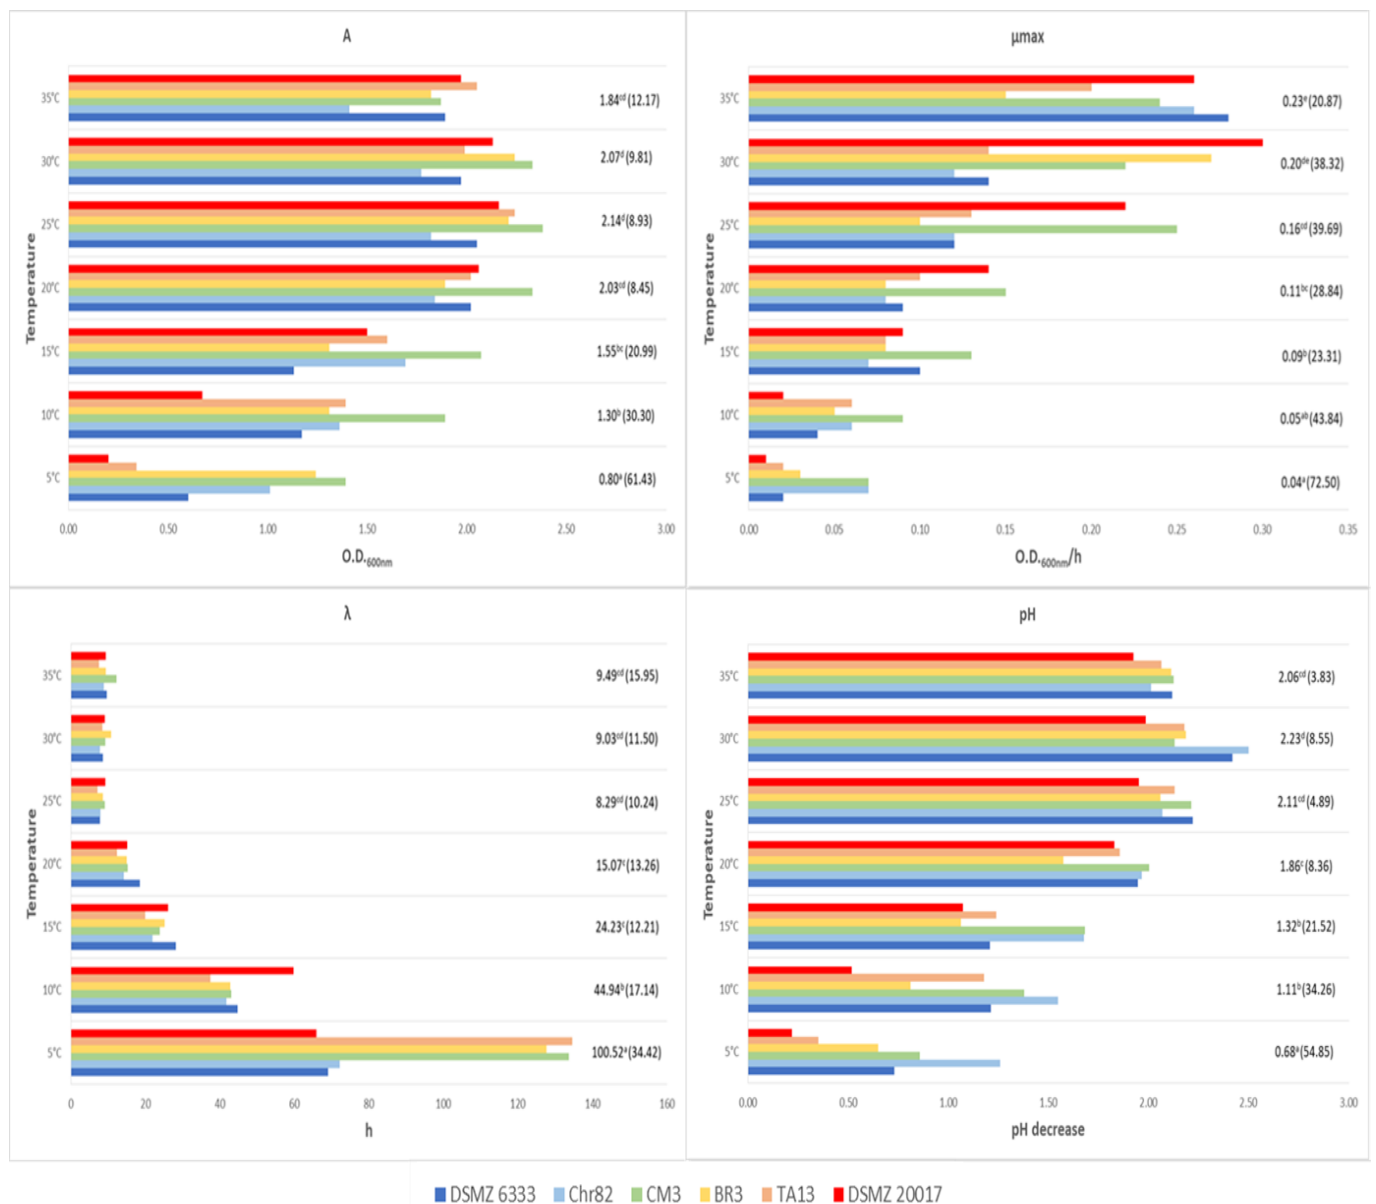 A
Temperature
35°C
1.84ᶜᵈ (12.17)
30°C
2.07ᵈ (9.81)
25°C
2.14ᵈ (8.93)
20°C
2.03ᶜᵈ (8.45)
15°C
1.55ᵇᶜ (20.99)
10°C
1.30ᵇ (30.30)
5°C
0.80ᵃ (61.43)
0.00 0.50 1.00 1.50 2.00 2.50 3.00
O.D.600nm
μmax
Temperature
35°C
0.23ᵉ (20.87)
30°C
0.20ᵈᵉ (38.32)
25°C
0.16ᶜᵈ (39.69)
20°C
0.11ᵇᶜ (28.84)
15°C
0.09ᵇ (23.31)
10°C
0.05ᵃᵇ (43.84)
5°C
0.04ᵃ (72.50)
0.00 0.05 0.10 0.15 0.20 0.25 0.30 0.35
O.D.600nm/h
λ
Temperature
35°C
9.49ᶜᵈ (15.95)
30°C
9.03ᶜᵈ (11.50)
25°C
8.29ᶜᵈ (10.24)
20°C
15.07ᶜ (13.26)
15°C
24.23ᶜ (12.21)
10°C
44.94ᵇ (17.14)
5°C
100.52ᵃ (34.42)
0 20 40 60 80 100 120 140 160
h
pH
Temperature
35°C
2.06ᶜᵈ (3.83)
30°C
2.23ᵈ (8.55)
25°C
2.11ᶜᵈ (4.89)
20°C
1.86ᶜ (8.36)
15°C
1.32ᵇ (21.52)
10°C
1.11ᵇ (34.26)
5°C
0.68ᵃ (54.85)
0.00 0.50 1.00 1.50 2.00 2.50 3.00
pH decrease
DSMZ 6333 Chr82 CM3 BR3 TA13 DSMZ 20017